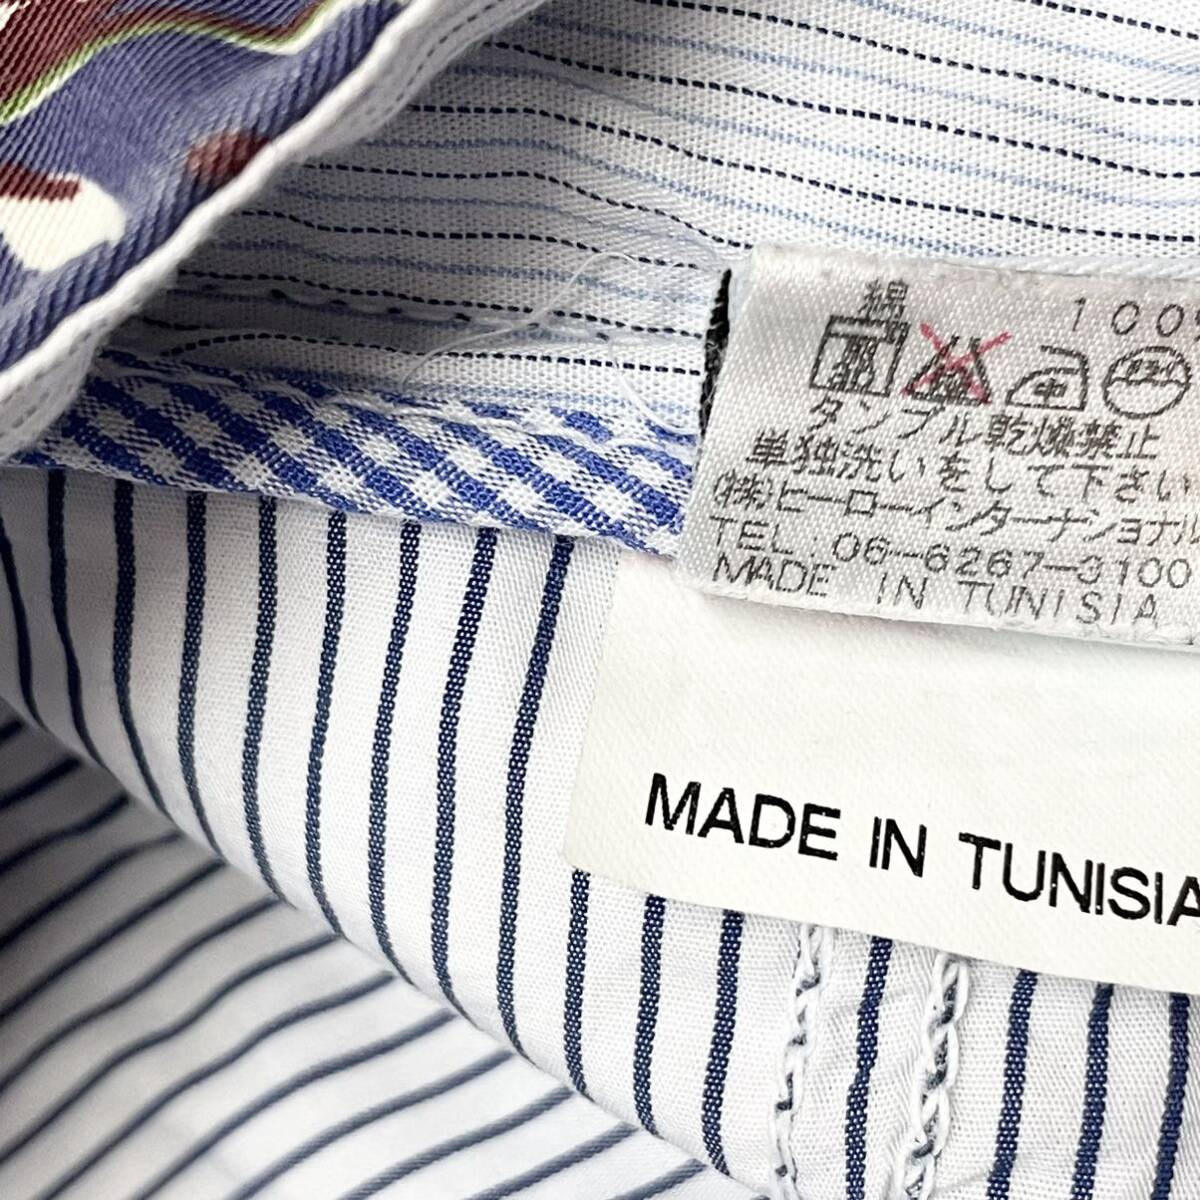 綿 100
タンブル乾燥禁止
単独洗いをして下さい
(株)ヒーローインターナショナル
TEL 06-6267-3100
MADE IN TUNISIA
MADE IN TUNISIA